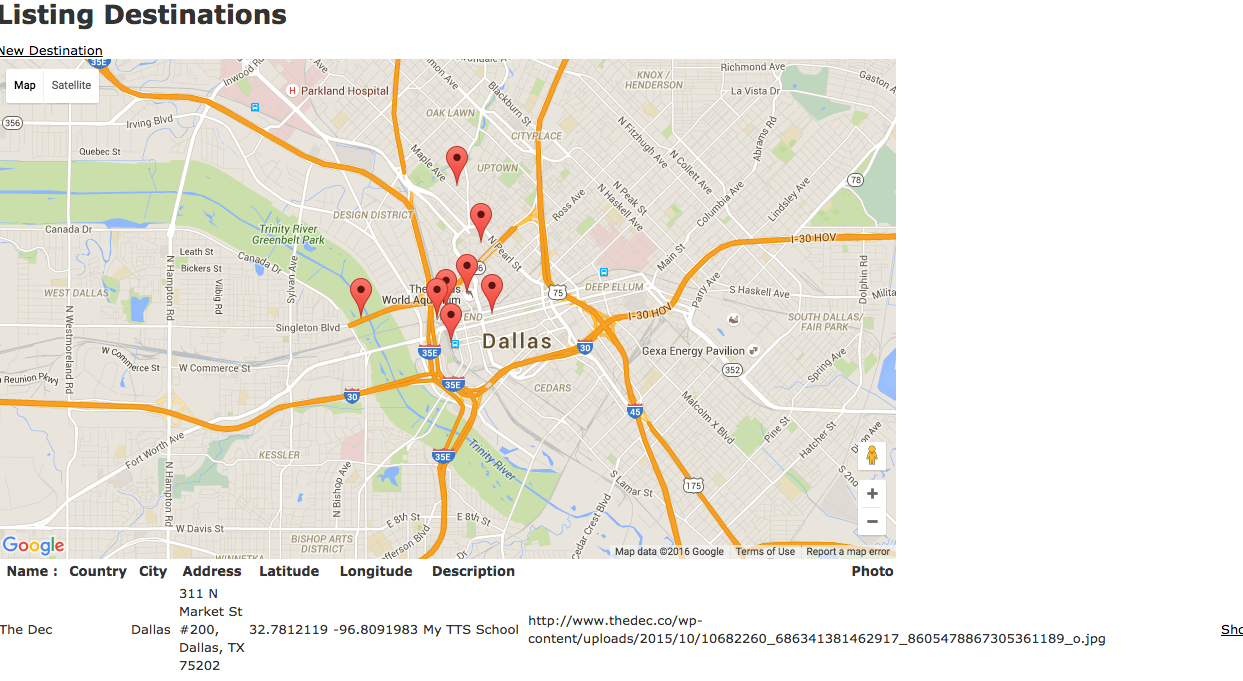 Listing Destinations
New Destination
Map Satellite
35E
Inwood Rd
Parkland Hospital
H
OAK LAWN
Blackburn St
CITYPLACE
KNOX /
HENDERSON
Richmond Ave
La Vista Dr
Gaston A
Abrams Rd
356
Irving Blvd
Quebec St
Maple Ave
UPTOWN
N Fitzhugh Ave
N Collett Ave
N Peak St
N Haskell Ave
Columbia Ave
Lindsley Ave
78
Ross Ave
DESIGN DISTRICT
Canada Dr
Trinity River
Greenbelt Park
N Pearl St
I-30 HOV
Leath St
Bickers St
Canada Dr
Main St
WEST DALLAS
N Hampton Rd
Vilbig Rd
Sylvan Ave
World Aquarium
END
75
DEEP ELLUM
Parry Ave
S Haskell Ave
Dolphin Rd
Milita
N Westmoreland Rd
Singleton Blvd
I-30 HOV
SOUTH DALLAS/
FAIR PARK
Dallas
30
35E
Gexa Energy Pavilion
W Commerce St
W Commerce St
352
Spring Ave
n Reunion Pkwy
30
35E
CEDARS
45
Malcolm X Blvd
Pine St
Hatcher St
Fort Worth Ave
KESSLER
35E
Trinity River
N Hampton Rd
N Bishop Ave
S Lamar St
175
S 2nd
W Davis St
E 8th St
E 8th St
Cedar Crest Blvd
BISHOP ARTS
DISTRICT
fferson Blvd
WINNETKA
+
−
Google
Map data ©2016 Google Terms of Use Report a map error
Name : Country City Address Latitude Longitude Description Photo
The Dec Dallas 311 N
Market St
#200,
Dallas, TX
75202
32.7812119 -96.8091983 My TTS School
http://www.thedec.co/wp-
content/uploads/2015/10/10682260_686341381462917_8605478867305361189_o.jpg
Sho